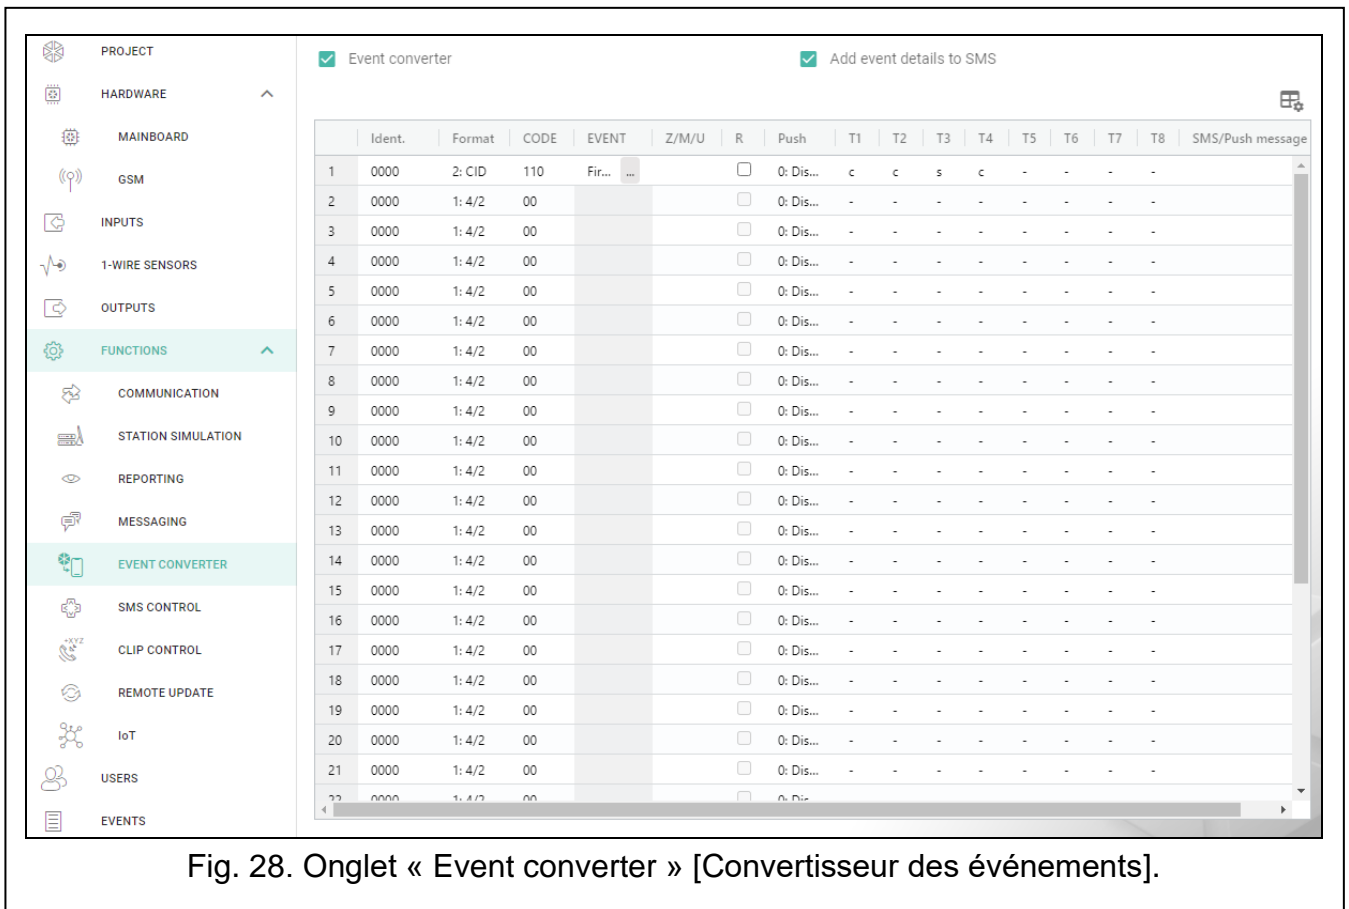 PROJECT
HARDWARE
MAINBOARD
GSM
INPUTS
1-WIRE SENSORS
OUTPUTS
FUNCTIONS
COMMUNICATION
STATION SIMULATION
REPORTING
MESSAGING
EVENT CONVERTER
SMS CONTROL
+XYZ
CLIP CONTROL
REMOTE UPDATE
IoT
USERS
EVENTS
Event converter Add event details to SMS
Ident. Format CODE EVENT Z/M/U R Push T1 T2 T3 T4 T5 T6 T7 T8 SMS/Push message
1 0000 2: CID 110 Fir... ... 0: Dis... c c s c - - - -
2 0000 1: 4/2 00 0: Dis... - - - - - - - -
3 0000 1: 4/2 00 0: Dis... - - - - - - - -
4 0000 1: 4/2 00 0: Dis... - - - - - - - -
5 0000 1: 4/2 00 0: Dis... - - - - - - - -
6 0000 1: 4/2 00 0: Dis... - - - - - - - -
7 0000 1: 4/2 00 0: Dis... - - - - - - - -
8 0000 1: 4/2 00 0: Dis... - - - - - - - -
9 0000 1: 4/2 00 0: Dis... - - - - - - - -
10 0000 1: 4/2 00 0: Dis... - - - - - - - -
11 0000 1: 4/2 00 0: Dis... - - - - - - - -
12 0000 1: 4/2 00 0: Dis... - - - - - - - -
13 0000 1: 4/2 00 0: Dis... - - - - - - - -
14 0000 1: 4/2 00 0: Dis... - - - - - - - -
15 0000 1: 4/2 00 0: Dis... - - - - - - - -
16 0000 1: 4/2 00 0: Dis... - - - - - - - -
17 0000 1: 4/2 00 0: Dis... - - - - - - - -
18 0000 1: 4/2 00 0: Dis... - - - - - - - -
19 0000 1: 4/2 00 0: Dis... - - - - - - - -
20 0000 1: 4/2 00 0: Dis... - - - - - - - -
21 0000 1: 4/2 00 0: Dis... - - - - - - - -
22 0000 1: 4/2 00 0: Dis
Fig. 28. Onglet « Event converter » [Convertisseur des événements].